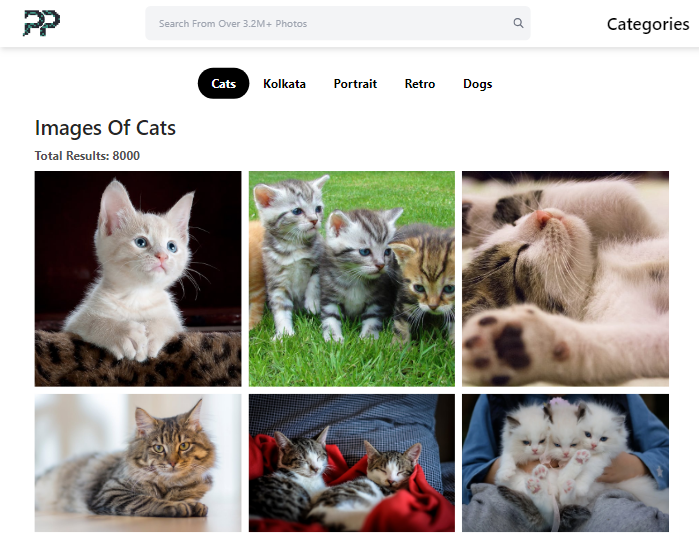 PP
Search From Over 3.2M+ Photos
Categories
Cats Kolkata Portrait Retro Dogs
Images Of Cats
Total Results: 8000